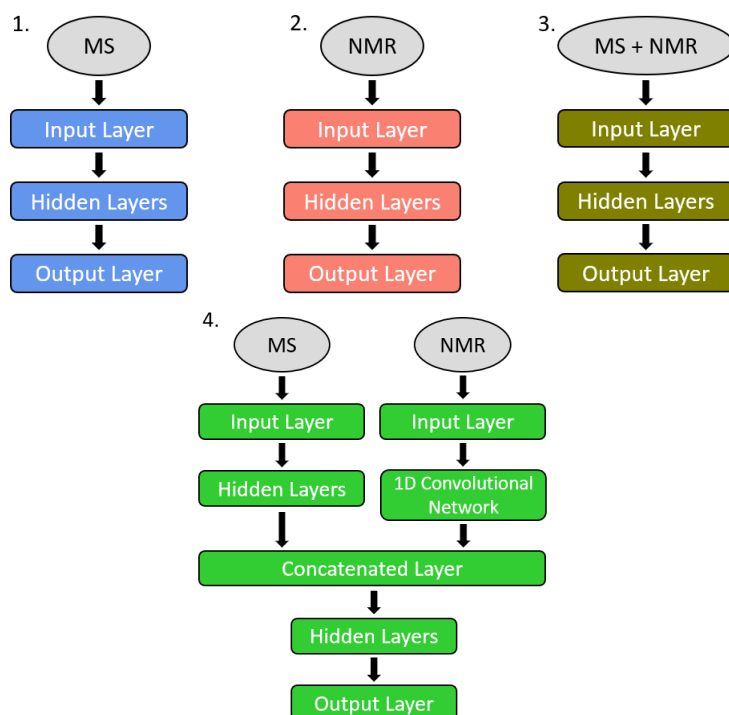 1.
MS
Input Layer
Hidden Layers
Output Layer
2.
NMR
Input Layer
Hidden Layers
Output Layer
3.
MS + NMR
Input Layer
Hidden Layers
Output Layer
4.
MS
NMR
Input Layer
Input Layer
Hidden Layers
1D Convolutional
Network
Concatenated Layer
Hidden Layers
Output Layer